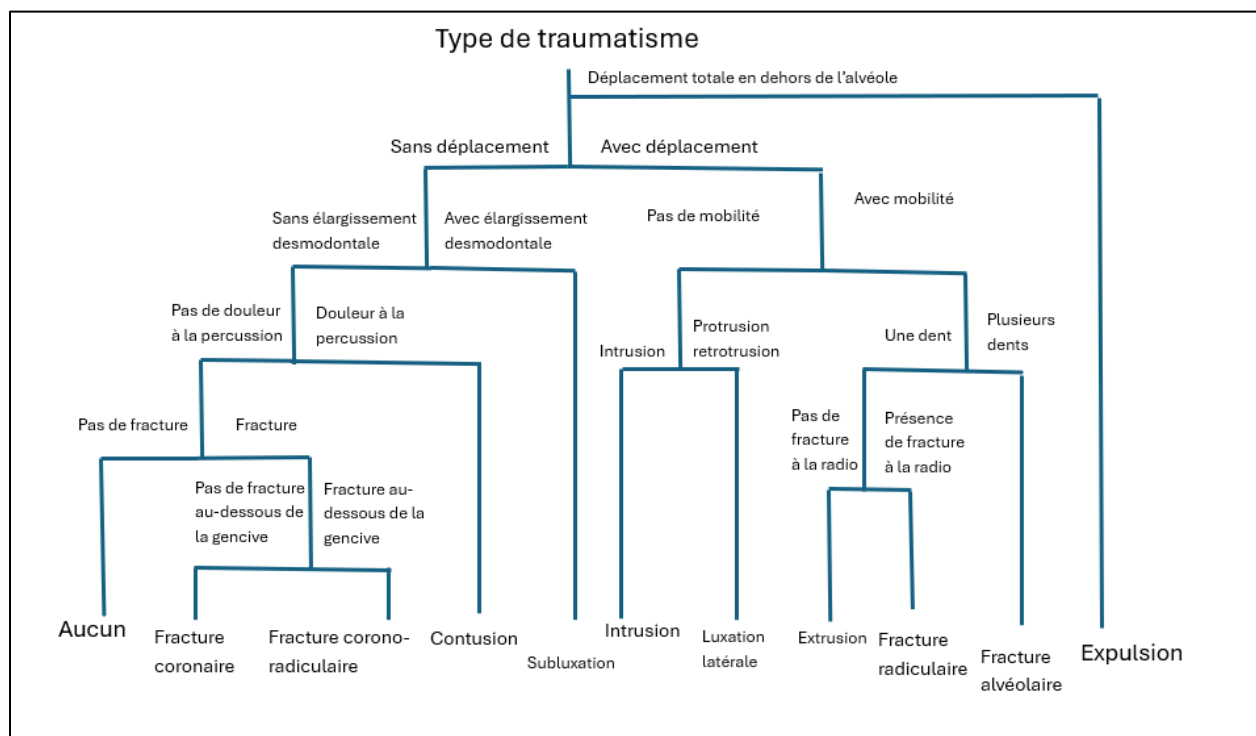 Type de traumatisme
Déplacement totale en dehors de l'alvéole
Sans déplacement
Avec déplacement
Sans élargissement
desmodontale
Avec élargissement
desmodontale
Pas de mobilité
Avec mobilité
Pas de douleur
à la percussion
Douleur à la
percussion
Intrusion
Protrusion
retrotrusion
Une dent
Plusieurs
dents
Pas de fracture
Fracture
Pas de
fracture
à la radio
Présence
de fracture
à la radio
Pas de fracture
au-dessous de
la gencive
Fracture au-
dessous de la
gencive
Aucun
Fracture
coronaire
Fracture corono-
radiculaire
Contusion
Subluxation
Intrusion
Luxation
latérale
Extrusion
Fracture
radiculaire
Fracture
alvéolaire
Expulsion